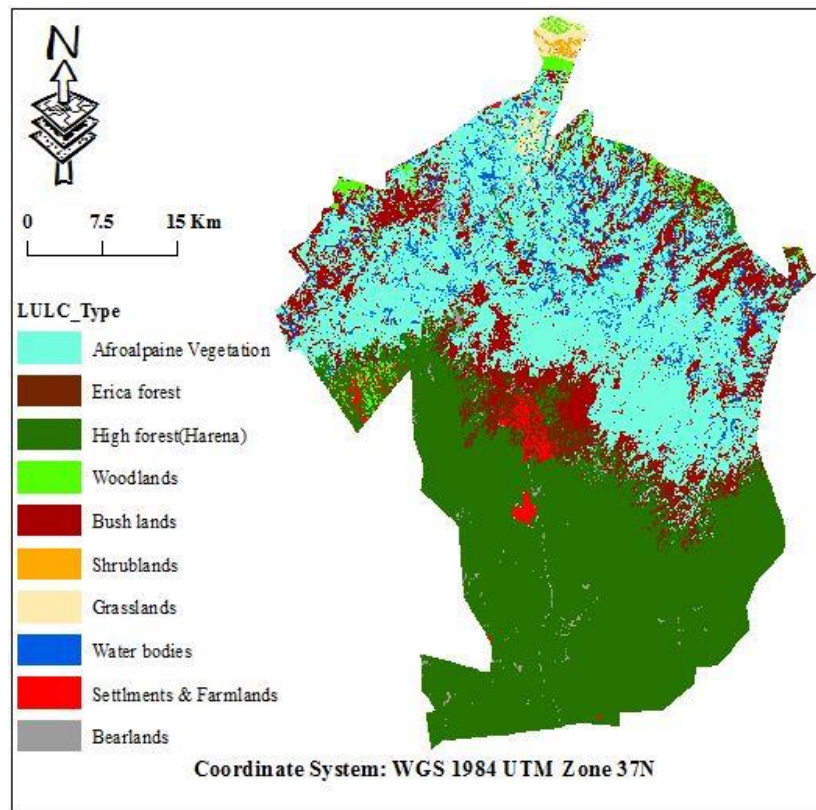 N
0 7.5 15 Km
LULC_Type
Afroalpaine Vegetation
Erica forest
High forest(Harena)
Woodlands
Bush lands
Shrublands
Grasslands
Water bodies
Settlments & Farmlands
Bearlands
Coordinate System: WGS 1984 UTM Zone 37N